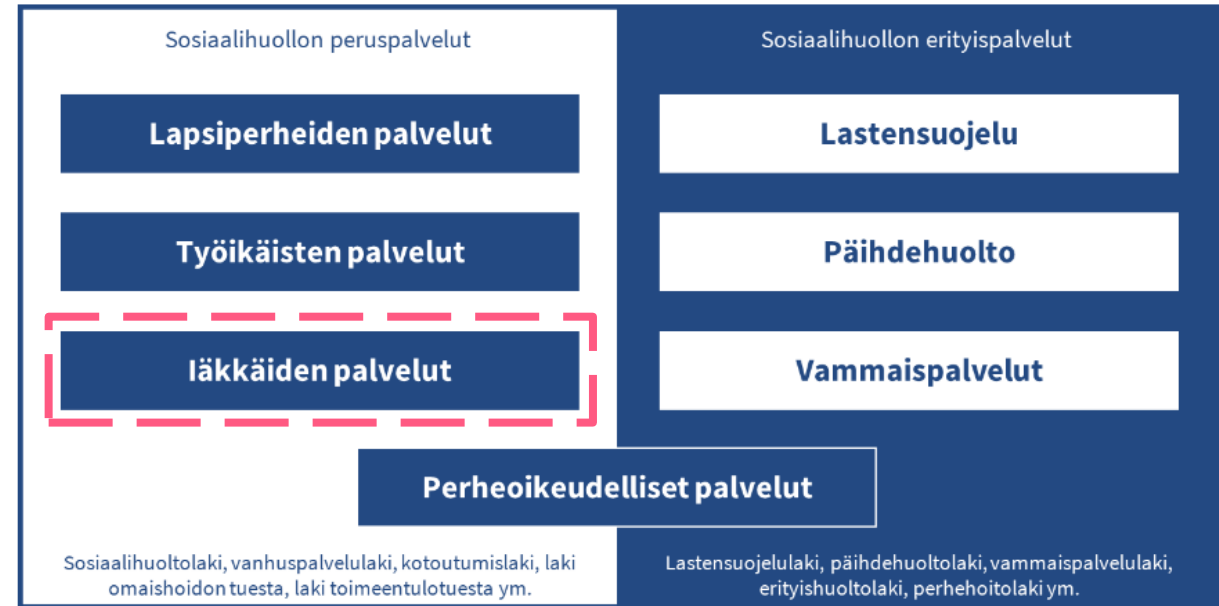 Sosiaalihuollon peruspalvelut
Lapsiperheiden palvelut
Työikäisten palvelut
Iäkkäiden palvelut
Sosiaalihuollon erityispalvelut
Lastensuojelu
Päihdehuolto
Vammaispalvelut
Perheoikeudelliset palvelut
Sosiaalihuoltolaki, vanhuspalvelulaki, kotoutumislaki, laki
omaishoidon tuesta, laki toimeentulotuesta ym.
Lastensuojelulaki, päihdehuoltolaki, vammaispalvelulaki,
erityishuoltolaki, perhehoitolaki ym.